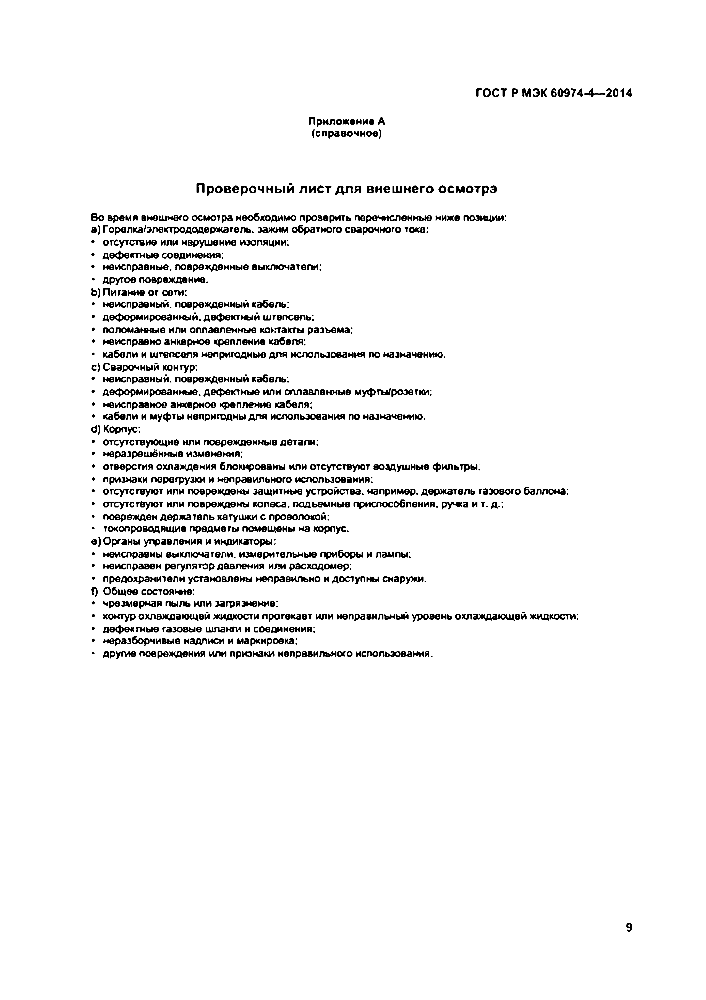 ГОСТ Р МЭК 60974-4—2014
Приложение А
(справочное)
Проверочный лист для внешнего осмотра
Во время внешнего осмотра необходимо проверить перечисленные ниже позиции:
a) Горелка/электрододержатель, зажим обратного сварочного тока:
• отсутствие или нарушение изоляции;
• дефектные соединения;
• неисправные, поврежденные выключатели;
• другое повреждение.
b) Питание от сети:
• неисправный, поврежденный кабель;
• деформированный, дефектный штепсель;
• поломанные или оплавленные контакты разъема;
• неисправно анкерное крепление кабеля;
• кабели и штепселя непригодные для использования по назначению.
c) Сварочный контур:
• неисправный, поврежденный кабель;
• деформированные, дефектные или оплавленные муфты/розетки;
• неисправное анкерное крепление кабеля;
• кабели и муфты непригодны для использования по назначению.
d) Корпус:
• отсутствующие или поврежденные детали;
• неразрешённые изменения;
• отверстия охлаждения блокированы или отсутствуют воздушные фильтры;
• признаки перегрузки и неправильного использования;
• отсутствуют или повреждены защитные устройства, например, держатель газового баллона;
• отсутствуют или повреждены колеса, подъемные приспособления, ручка и т. д.;
• поврежден держатель катушки с проволокой;
• токопроводящие предметы помещены на корпус.
e) Органы управления и индикаторы:
• неисправны выключатели, измерительные приборы и лампы;
• неисправен регулятор давления или расходомер;
• предохранители установлены неправильно и доступны снаружи.
f) Общее состояние:
• чрезмерная пыль или загрязнение;
• контур охлаждающей жидкости протекает или неправильный уровень охлаждающей жидкости;
• дефектные газовые шланги и соединения;
• неразборчивые надписи и маркировка;
• другие повреждения или признаки неправильного использования.
9